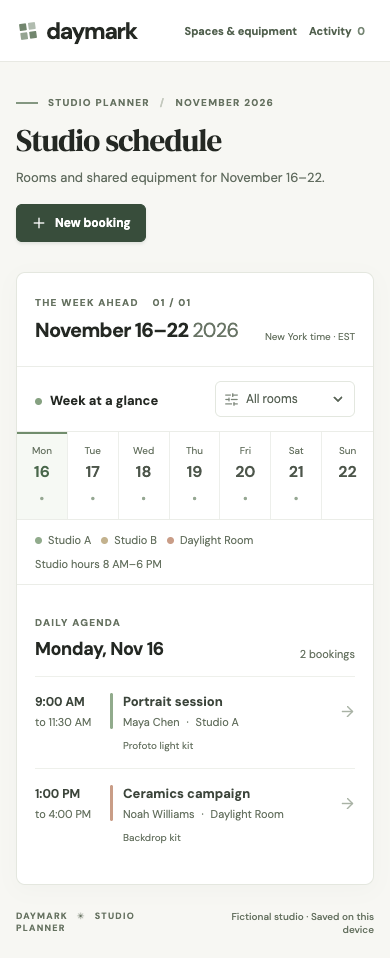 daymark
Spaces & equipment Activity 0
STUDIO PLANNER / NOVEMBER 2026
Studio schedule
Rooms and shared equipment for November 16–22.
+ New booking
THE WEEK AHEAD 01 / 01
November 16–22 2026
New York time · EST
Week at a glance
All rooms
Mon Tue Wed Thu Fri Sat Sun
16 17 18 19 20 21 22
Studio A Studio B Daylight Room
Studio hours 8 AM–6 PM
DAILY AGENDA
Monday, Nov 16
2 bookings
9:00 AM Portrait session
to 11:30 AM Maya Chen · Studio A
Profoto light kit
1:00 PM Ceramics campaign
to 4:00 PM Noah Williams · Daylight Room
Backdrop kit
DAYMARK ✳ STUDIO
PLANNER
Fictional studio · Saved on this
device